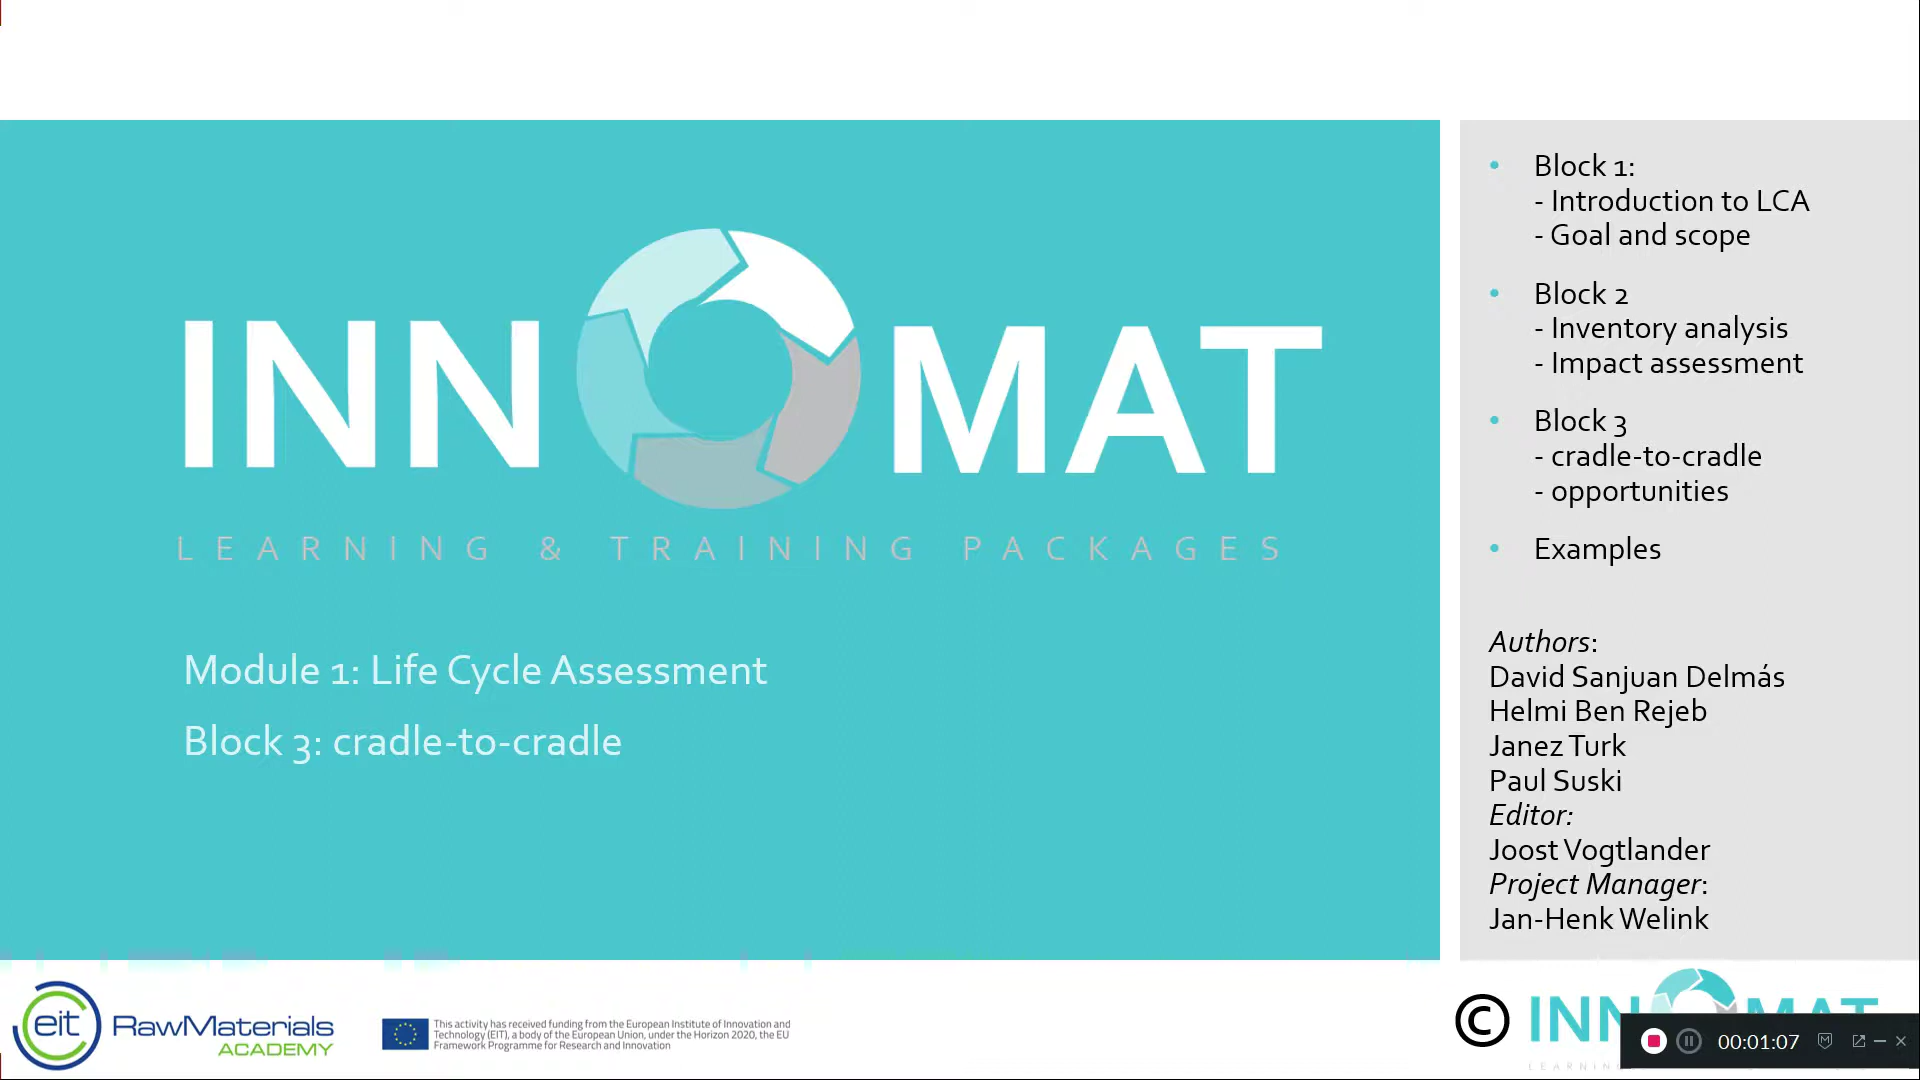 INNOMAT
LEARNING & TRAINING PACKAGES
Module 1: Life Cycle Assessment
Block 3: cradle-to-cradle
• Block 1:
- Introduction to LCA
- Goal and scope
• Block 2
- Inventory analysis
- Impact assessment
• Block 3
- cradle-to-cradle
- opportunities
• Examples
Authors:
David Sanjuan Delmás
Helmi Ben Rejeb
Janez Turk
Paul Suski
Editor:
Joost Vogtlander
Project Manager:
Jan-Henk Welink
eit RawMaterials
ACADEMY
This activity has received funding from the European Institute of Innovation and
Technology (EIT), a body of the European Union, under the Horizon 2020, the EU
Framework Programme for Research and Innovation
© INNOMAT
00:01:07